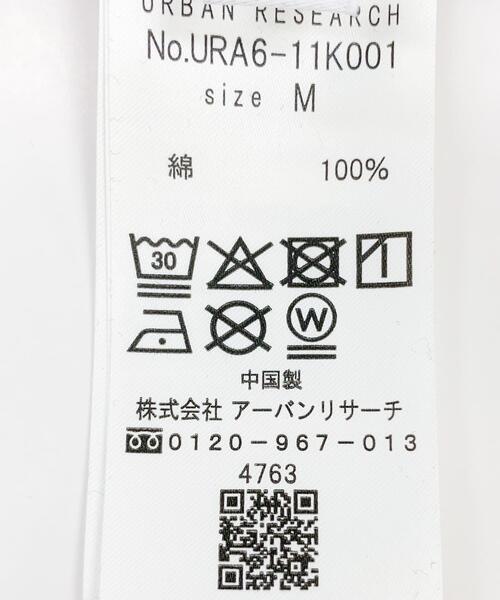 URBAN RESEARCH
No.URA6-11K001
size M
綿 100%
30
W
中国製
株式会社 アーバンリサーチ
0120-967-013
4763